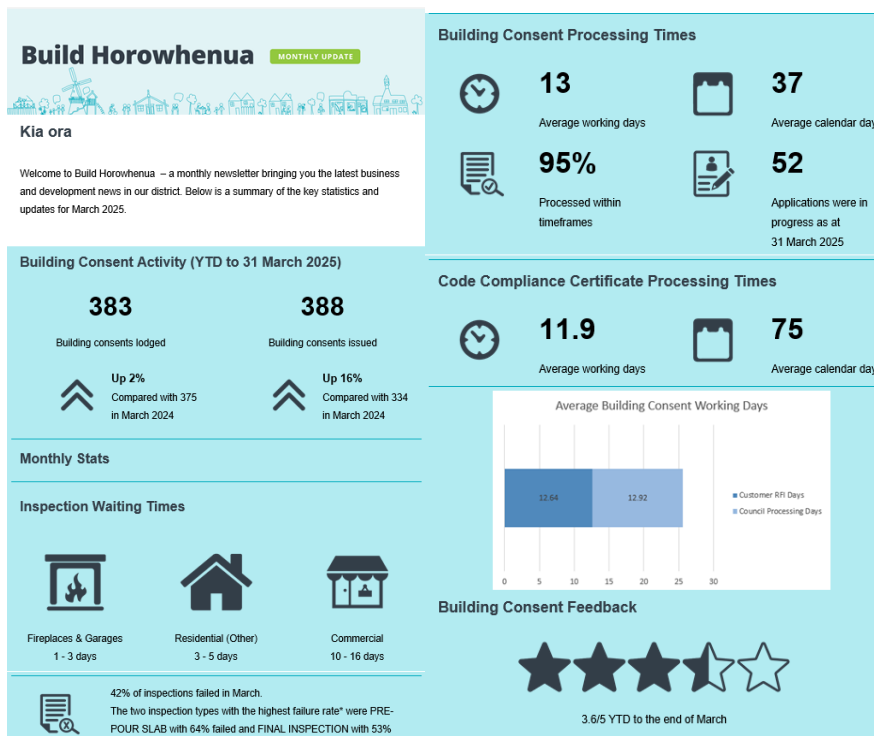 Build Horowhenua
MONTHLY UPDATE
Kia ora
Welcome to Build Horowhenua – a monthly newsletter bringing you the latest business
and development news in our district. Below is a summary of the key statistics and
updates for March 2025.
Building Consent Activity (YTD to 31 March 2025)
383
Building consents lodged
388
Building consents issued
Up 2%
Compared with 375
in March 2024
Up 16%
Compared with 334
in March 2024
Monthly Stats
Inspection Waiting Times
Fireplaces & Garages
1 - 3 days
Residential (Other)
3 - 5 days
Commercial
10 - 16 days
42% of inspections failed in March.
The two inspection types with the highest failure rate* were PRE-
POUR SLAB with 64% failed and FINAL INSPECTION with 53%
Building Consent Processing Times
13
Average working days
37
Average calendar day
95%
Processed within
timeframes
52
Applications were in
progress as at
31 March 2025
Code Compliance Certificate Processing Times
11.9
Average working days
75
Average calendar day
Average Building Consent Working Days
12.64
12.92
Customer RFI Days
Council Processing Days
0 5 10 15 20 25 30
Building Consent Feedback
3.6/5 YTD to the end of March